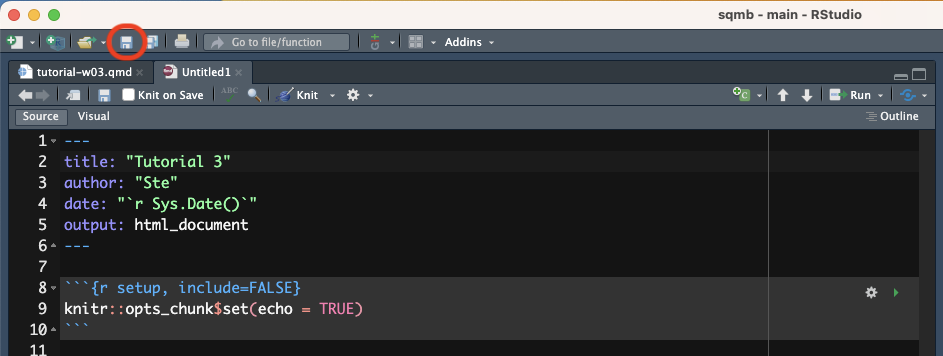 sqmb - main - RStudio
Go to file/function
Addins
tutorial-w03.qmd × Untitled1 ×
Knit on Save ABC Knit Run
Source Visual Outline
1 ---
2 title: "Tutorial 3"
3 author: "Ste"
4 date: "`r Sys.Date()`"
5 output: html_document
6 ---
7
8 ```{r setup, include=FALSE}
9 knitr::opts_chunk$set(echo = TRUE)
10 ```
11